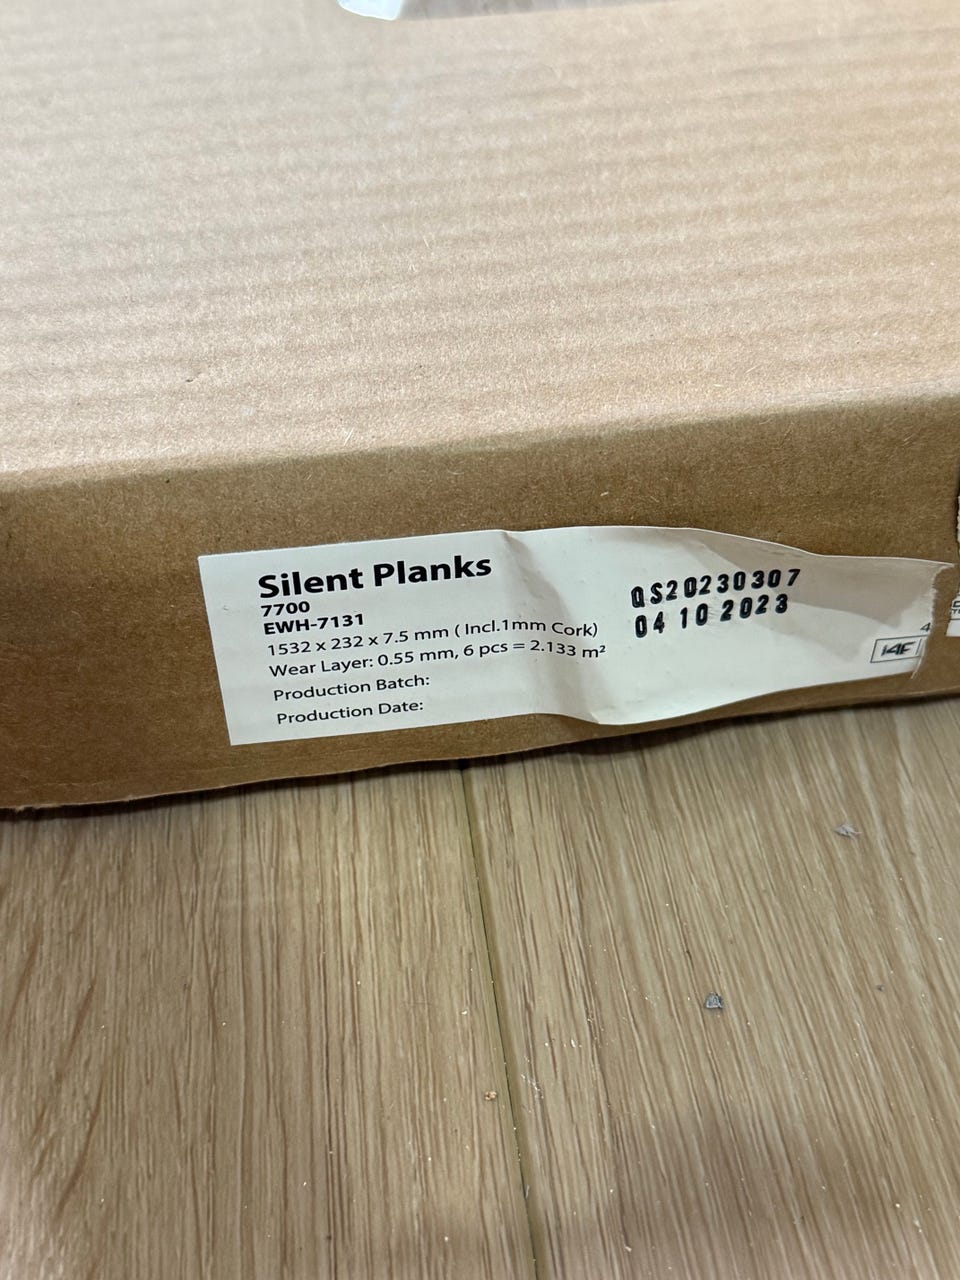 Silent Planks
7700
EWH-7131
1532 x 232 x 7.5 mm ( Incl.1mm Cork)
Wear Layer: 0.55 mm, 6 pcs = 2.133 m²
Production Batch:
Production Date:
QS20230307
04 10 2023
4
I4F